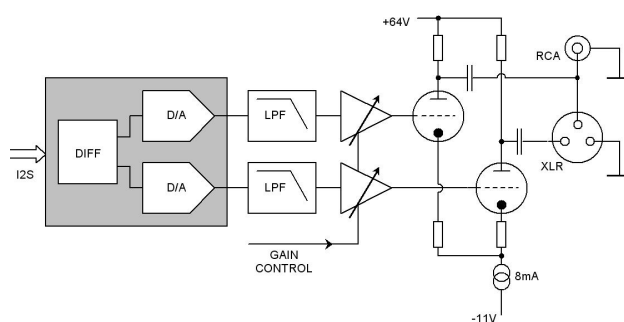 +64V
RCA
D/A
LPF
DIFF
I2S
D/A
LPF
XLR
GAIN
CONTROL
8mA
-11V